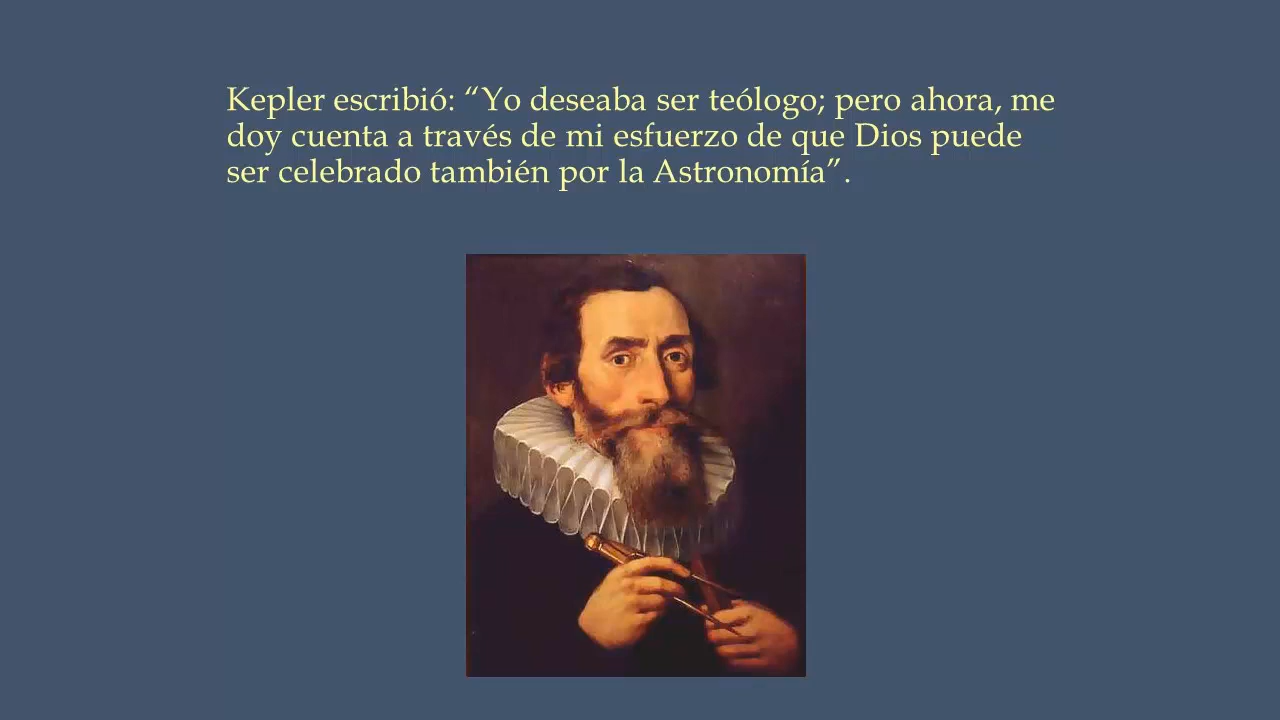 Kepler escribió: “Yo deseaba ser teólogo; pero ahora, me
doy cuenta a través de mi esfuerzo de que Dios puede
ser celebrado también por la Astronomía”.